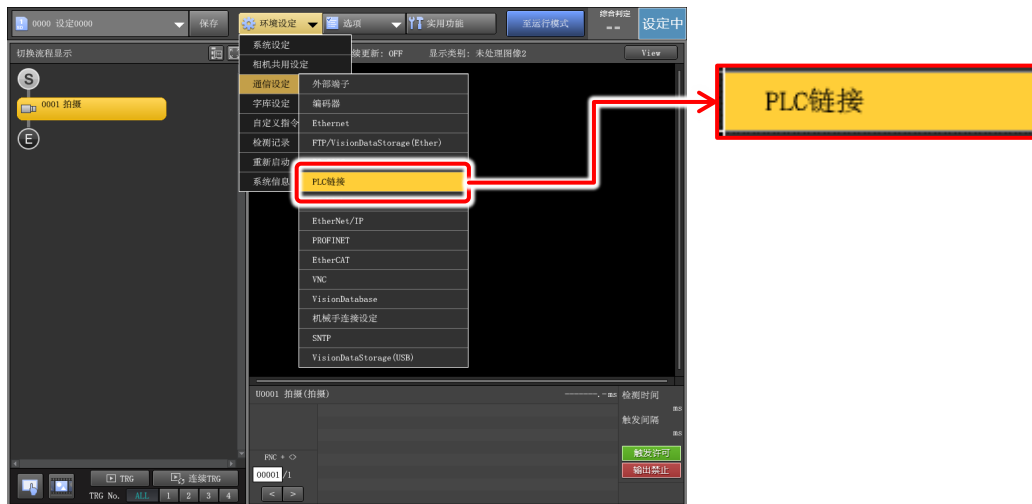 0000 设定0000
保存
环境设定
选项
实用功能
至运行模式
综合判定
--
设定中
切换流程显示
续更新: OFF
显示类别: 未处理图像2
View
S
0001 拍摄
E
系统设定
相机共用设定
通信设定
字库设定
自定义指令
检测记录
重新启动
系统信息
外部端子
编码器
Ethernet
FTP/VisionDataStorage(Ether)
PLC链接
EtherNet/IP
PROFINET
EtherCAT
VNC
VisionDatabase
机械手连接设定
SNTP
VisionDataStorage(USB)
PLC链接
U0001 拍摄(拍摄)
-------.-ms
检测时间
ms
触发间隔
ms
FNC + <>
00001/1
< >
触发许可
输出禁止
TRG
连续TRG
TRG No. ALL 1 2 3 4